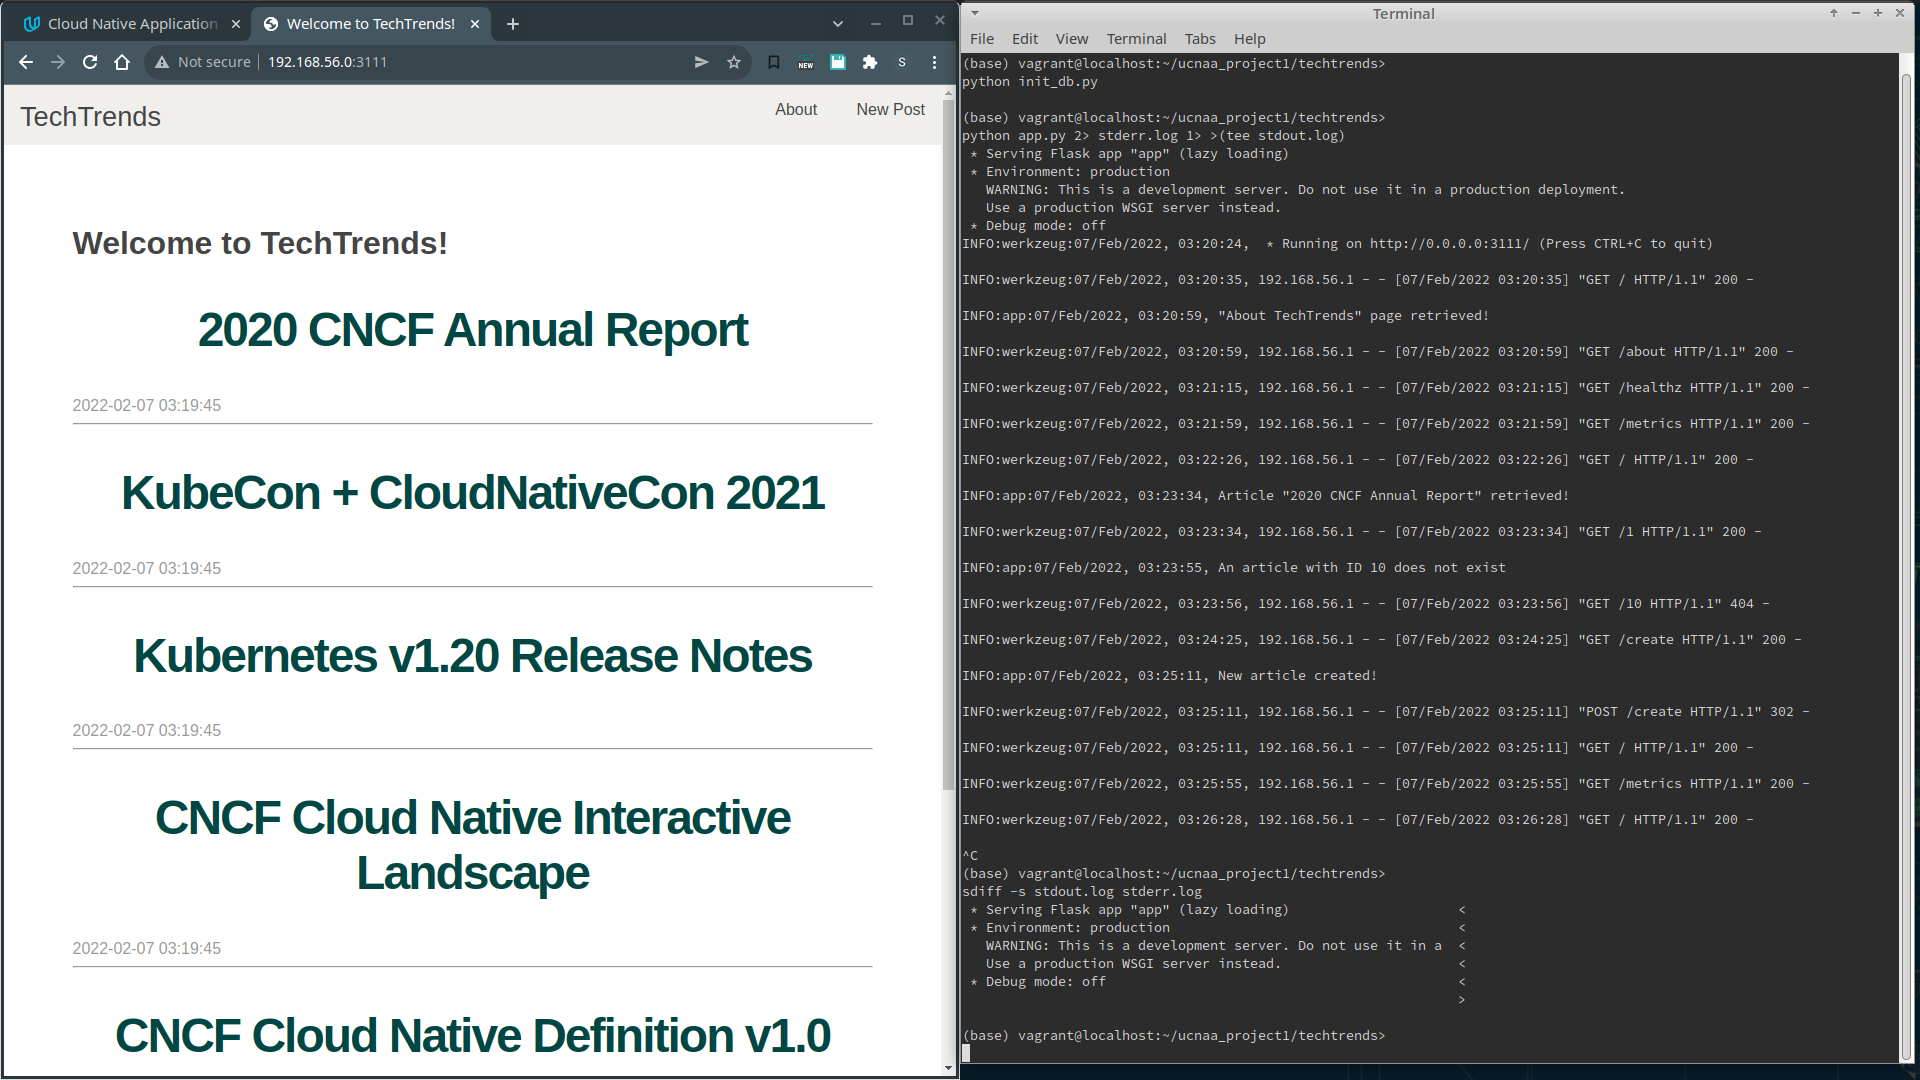 Cloud Native Application
Welcome to TechTrends!
Not secure
192.168.56.0:3111
NEW
S
TechTrends
About
New Post
Welcome to TechTrends!
2020 CNCF Annual Report
2022-02-07 03:19:45
KubeCon + CloudNativeCon 2021
2022-02-07 03:19:45
Kubernetes v1.20 Release Notes
2022-02-07 03:19:45
CNCF Cloud Native Interactive
Landscape
2022-02-07 03:19:45
CNCF Cloud Native Definition v1.0
Terminal
File Edit View Terminal Tabs Help
(base) vagrant@localhost:~/ucnaa_project1/techtrends>
python init_db.py
(base) vagrant@localhost:~/ucnaa_project1/techtrends>
python app.py 2> stderr.log 1> >(tee stdout.log)
* Serving Flask app "app" (lazy loading)
* Environment: production
WARNING: This is a development server. Do not use it in a production deployment.
Use a production WSGI server instead.
* Debug mode: off
INFO:werkzeug:07/Feb/2022, 03:20:24,  * Running on http://0.0.0.0:3111/ (Press CTRL+C to quit)
INFO:werkzeug:07/Feb/2022, 03:20:35, 192.168.56.1 - - [07/Feb/2022 03:20:35] "GET / HTTP/1.1" 200 -
INFO:app:07/Feb/2022, 03:20:59, "About TechTrends" page retrieved!
INFO:werkzeug:07/Feb/2022, 03:20:59, 192.168.56.1 - - [07/Feb/2022 03:20:59] "GET /about HTTP/1.1" 200 -
INFO:werkzeug:07/Feb/2022, 03:21:15, 192.168.56.1 - - [07/Feb/2022 03:21:15] "GET /healthz HTTP/1.1" 200 -
INFO:werkzeug:07/Feb/2022, 03:21:59, 192.168.56.1 - - [07/Feb/2022 03:21:59] "GET /metrics HTTP/1.1" 200 -
INFO:werkzeug:07/Feb/2022, 03:22:26, 192.168.56.1 - - [07/Feb/2022 03:22:26] "GET / HTTP/1.1" 200 -
INFO:app:07/Feb/2022, 03:23:34, Article "2020 CNCF Annual Report" retrieved!
INFO:werkzeug:07/Feb/2022, 03:23:34, 192.168.56.1 - - [07/Feb/2022 03:23:34] "GET /1 HTTP/1.1" 200 -
INFO:app:07/Feb/2022, 03:23:55, An article with ID 10 does not exist
INFO:werkzeug:07/Feb/2022, 03:23:56, 192.168.56.1 - - [07/Feb/2022 03:23:56] "GET /10 HTTP/1.1" 404 -
INFO:werkzeug:07/Feb/2022, 03:24:25, 192.168.56.1 - - [07/Feb/2022 03:24:25] "GET /create HTTP/1.1" 200 -
INFO:app:07/Feb/2022, 03:25:11, New article created!
INFO:werkzeug:07/Feb/2022, 03:25:11, 192.168.56.1 - - [07/Feb/2022 03:25:11] "POST /create HTTP/1.1" 302 -
INFO:werkzeug:07/Feb/2022, 03:25:11, 192.168.56.1 - - [07/Feb/2022 03:25:11] "GET / HTTP/1.1" 200 -
INFO:werkzeug:07/Feb/2022, 03:25:55, 192.168.56.1 - - [07/Feb/2022 03:25:55] "GET /metrics HTTP/1.1" 200 -
INFO:werkzeug:07/Feb/2022, 03:26:28, 192.168.56.1 - - [07/Feb/2022 03:26:28] "GET / HTTP/1.1" 200 -
^C
(base) vagrant@localhost:~/ucnaa_project1/techtrends>
sdiff -s stdout.log stderr.log
* Serving Flask app "app" (lazy loading) <
* Environment: production <
WARNING: This is a development server. Do not use it in a <
Use a production WSGI server instead. <
* Debug mode: off <
>
(base) vagrant@localhost:~/ucnaa_project1/techtrends>